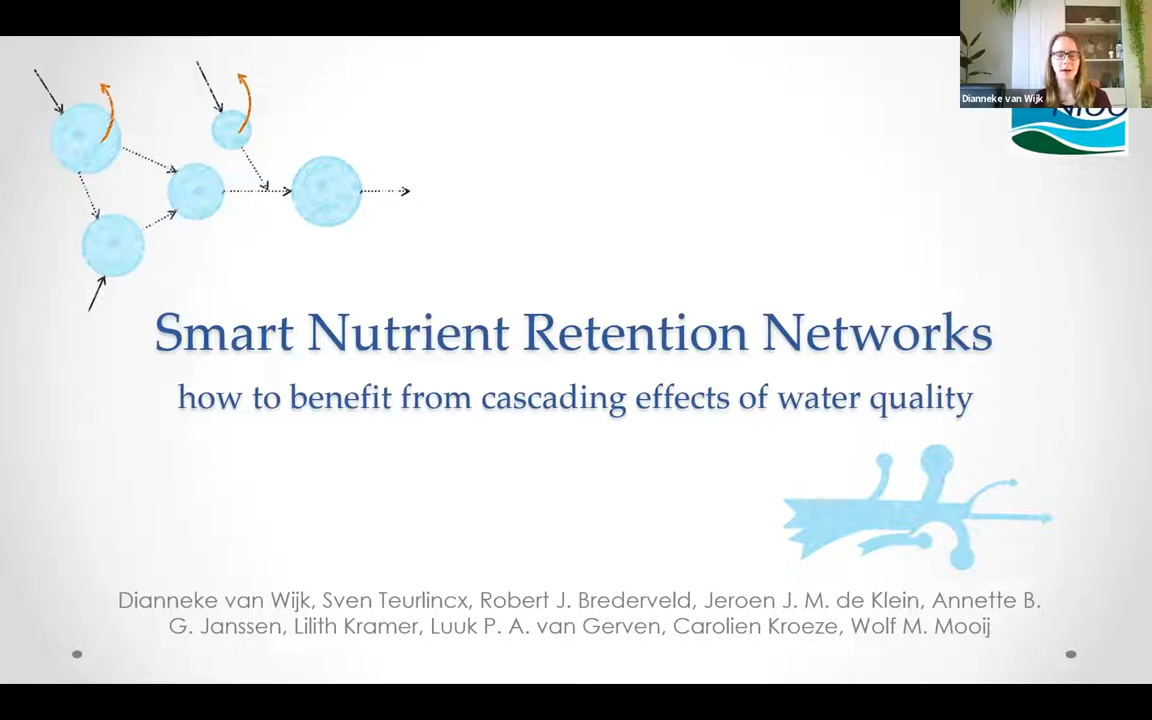 Dianneke van Wijk
Smart Nutrient Retention Networks
how to benefit from cascading effects of water quality
Dianneke van Wijk, Sven Teurlincx, Robert J. Brederveld, Jeroen J. M. de Klein, Annette B.
G. Janssen, Lilith Kramer, Luuk P. A. van Gerven, Carolien Kroeze, Wolf M. Mooij